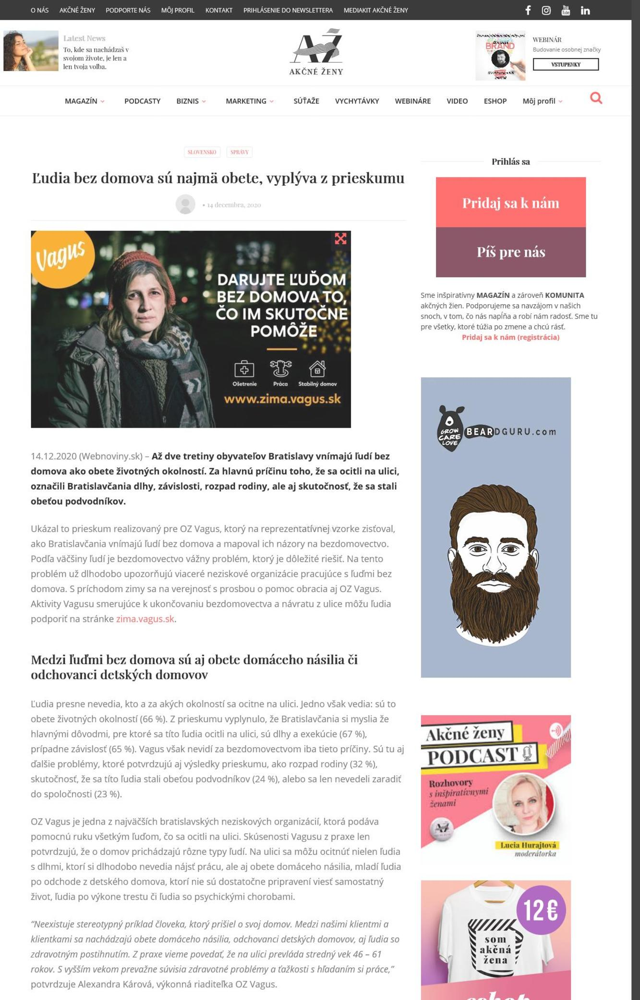 O NÁS AKČNÉ ŽENY PODPORTE NÁS MÔJ PROFIL KONTAKT PRIHLÁSENIE DO NEWSLETTERA MEDIAKIT AKČNÉ ŽENY
Latest News
To, kde sa nachádzaš v
svojom živote, je len a
len tvoja voľba.
AŽ
AKČNÉ ŽENY
BRAND
WEBINÁR
Budovanie osobnej značky
VSTUPENKY
MAGAZÍN PODCASTY BIZNIS MARKETING SÚŤAŽE VYCHYTÁVKY WEBINÁRE VIDEO ESHOP Môj profil
SLOVENSKO SPRÁVY
Ľudia bez domova sú najmä obete, vyplýva z prieskumu
• 14 decembra, 2020
Vagus
DARUJTE ĽUĎOM
BEZ DOMOVA TO,
ČO IM SKUTOČNE
POMÔŽE
Ošetrenie Práca Stabilný domov
www.zima.vagus.sk
14.12.2020 (Webnoviny.sk) – Až dve tretiny obyvateľov Bratislavy vnímajú ľudí bez
domova ako obete životných okolností. Za hlavnú príčinu toho, že sa ocitli na ulici,
označili Bratislavčania dlhy, závislosti, rozpad rodiny, ale aj skutočnosť, že sa stali
obeťou podvodníkov.
Ukázal to prieskum realizovaný pre OZ Vagus, ktorý na reprezentatívnej vzorke zisťoval,
ako Bratislavčania vnímajú ľudí bez domova a mapoval ich názory na bezdomovectvo.
Podľa väčšiny ľudí je bezdomovectvo vážny problém, ktorý je dôležité riešiť. Na tento
problém už dlhodobo upozorňujú viaceré neziskové organizácie pracujúce s ľuďmi bez
domova. S príchodom zimy sa na verejnosť s prosbou o pomoc obracia aj OZ Vagus.
Aktivity Vagusu smerujúce k ukončovaniu bezdomovectva a návratu z ulice môžu ľudia
podporiť na stránke zima.vagus.sk.
Medzi ľuďmi bez domova sú aj obete domáceho násilia či
odchovanci detských domovov
Ľudia presne nevedia, kto a za akých okolností sa ocitne na ulici. Jedno však vedia: sú to
obete životných okolností (66 %). Z prieskumu vyplynulo, že Bratislavčania si myslia že
hlavnými dôvodmi, pre ktoré sa títo ľudia ocitli na ulici, sú dlhy a exekúcie (67 %),
prípadne závislosť (65 %). Vagus však nevidí za bezdomovectvom iba tieto príčiny. Sú tu aj
ďalšie problémy, ktoré potvrdzujú aj výsledky prieskumu, ako rozpad rodiny (32 %),
skutočnosť, že sa títo ľudia stali obeťou podvodníkov (24 %), alebo sa len nevedeli zaradiť
do spoločnosti (23 %).
OZ Vagus je jedna z najväčších bratislavských neziskových organizácií, ktorá podáva
pomocnú ruku všetkým ľuďom, čo sa ocitli na ulici. Skúsenosti Vagusu z praxe len
potvrdzujú, že o domov prichádzajú rôzne typy ľudí. Na ulici sa môžu ocitnúť nielen ľudia
s dlhmi, ktorí si dlhodobo nevedia nájsť prácu, ale aj obete domáceho násilia, mladí ľudia
po odchode z detského domova, ktorí nie sú dostatočne pripravení viesť samostatný
život, ľudia po výkone trestu či ľudia so psychickými chorobami.
“Neexistuje stereotypný príklad človeka, ktorý prišiel o svoj domov. Medzi našimi klientmi a
klientkami sa nachádzajú obete domáceho násilia, odchovanci detských domovov, aj ľudia so
zdravotným postihnutím. Z praxe vieme povedať, že na ulici prevláda stredný vek 46 – 61
rokov. S vyšším vekom prevažne súvisia zdravotné problémy a ťažkosti s hľadaním si práce,”
potvrdzuje Alexandra Kárová, výkonná riaditeľka OZ Vagus.
Prihlás sa
Pridaj sa k nám
Píš pre nás
Sme inšpiratívny MAGAZÍN a zároveň KOMUNITA
akčných žien. Podporujeme sa navzájom v našich
snoch, v tom, čo nás napĺňa a robí nám radosť. Sme tu
pre všetky, ktoré túžia po zmene a chcú rásť.
Pridaj sa k nám (registrácia)
GROW
CARE
LOVE
BEARDGURU.com
Akčné ženy
PODCAST
Rozhovory
s inšpiratívnymi
ženami
Lucia Hurajtová
moderátorka
12 €
som
akčná
žena
eshop